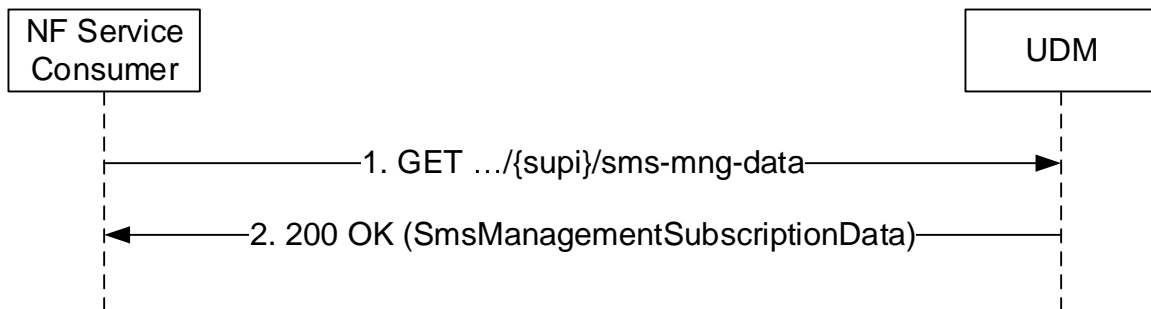 NF Service
Consumer
UDM
1. GET …/{supi}/sms-mng-data
2. 200 OK (SmsManagementSubscriptionData)